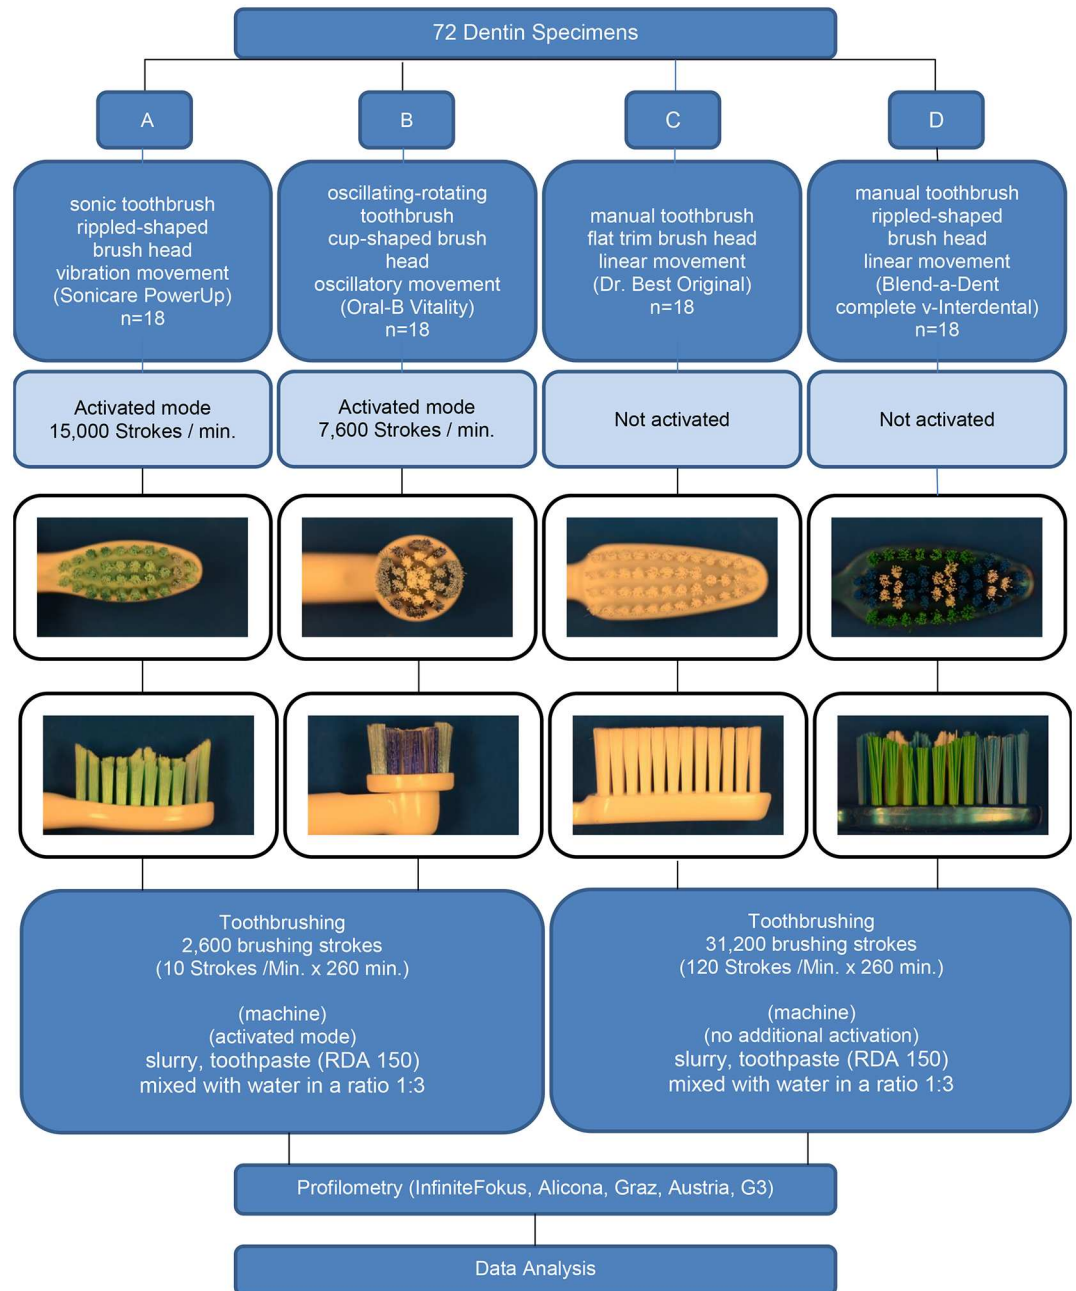 72 Dentin Specimens
A
B
C
D
sonic toothbrush
rippled-shaped
brush head
vibration movement
(Sonicare PowerUp)
n=18
oscillating-rotating
toothbrush
cup-shaped brush
head
oscillatory movement
(Oral-B Vitality)
n=18
manual toothbrush
flat trim brush head
linear movement
(Dr. Best Original)
n=18
manual toothbrush
rippled-shaped
brush head
linear movement
(Blend-a-Dent
complete v-Interdental)
n=18
Activated mode
15,000 Strokes / min.
Activated mode
7,600 Strokes / min.
Not activated
Not activated
Toothbrushing
2,600 brushing strokes
(10 Strokes /Min. x 260 min.)
(machine)
(activated mode)
slurry, toothpaste (RDA 150)
mixed with water in a ratio 1:3
Toothbrushing
31,200 brushing strokes
(120 Strokes /Min. x 260 min.)
(machine)
(no additional activation)
slurry, toothpaste (RDA 150)
mixed with water in a ratio 1:3
Profilometry (InfiniteFokus, Alicona, Graz, Austria, G3)
Data Analysis